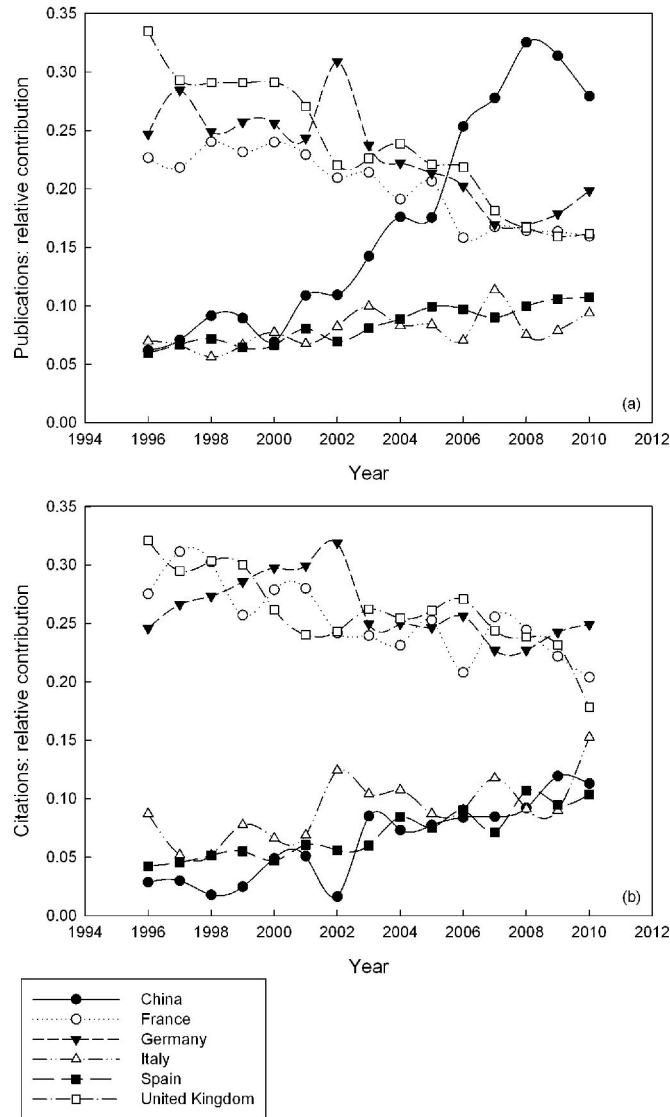 0.35
0.30
0.25
0.20
0.15
0.10
0.05
0.00
Publications: relative contribution
(a)
1994 1996 1998 2000 2002 2004 2006 2008 2010 2012
Year
0.35
0.30
0.25
0.20
0.15
0.10
0.05
0.00
Citations: relative contribution
(b)
1994 1996 1998 2000 2002 2004 2006 2008 2010 2012
Year
China
France
Germany
Italy
Spain
United Kingdom